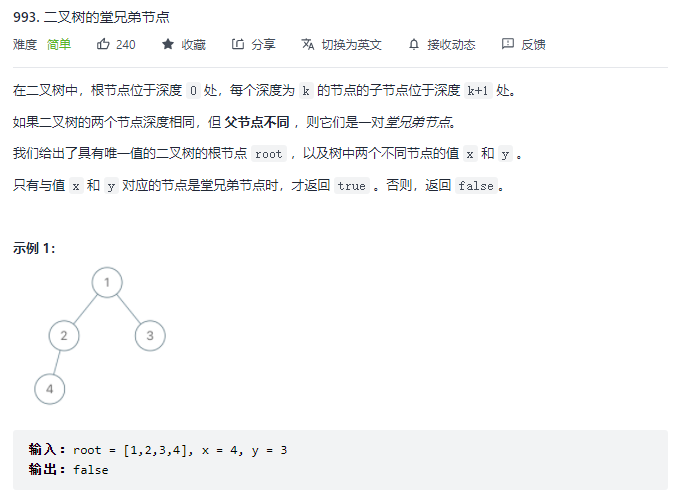 993. 二叉树的堂兄弟节点
难度 简单 240 收藏 分享 切换为英文 接收动态 反馈
在二叉树中，根节点位于深度 0 处，每个深度为 k 的节点的子节点位于深度 k+1 处。
如果二叉树的两个节点深度相同，但 父节点不同 ，则它们是一对堂兄弟节点。
我们给出了具有唯一值的二叉树的根节点 root ，以及树中两个不同节点的值 x 和 y 。
只有与值 x 和 y 对应的节点是堂兄弟节点时，才返回 true 。否则，返回 false。
示例 1：
1
2 3
4
输入：root = [1,2,3,4], x = 4, y = 3
输出：false